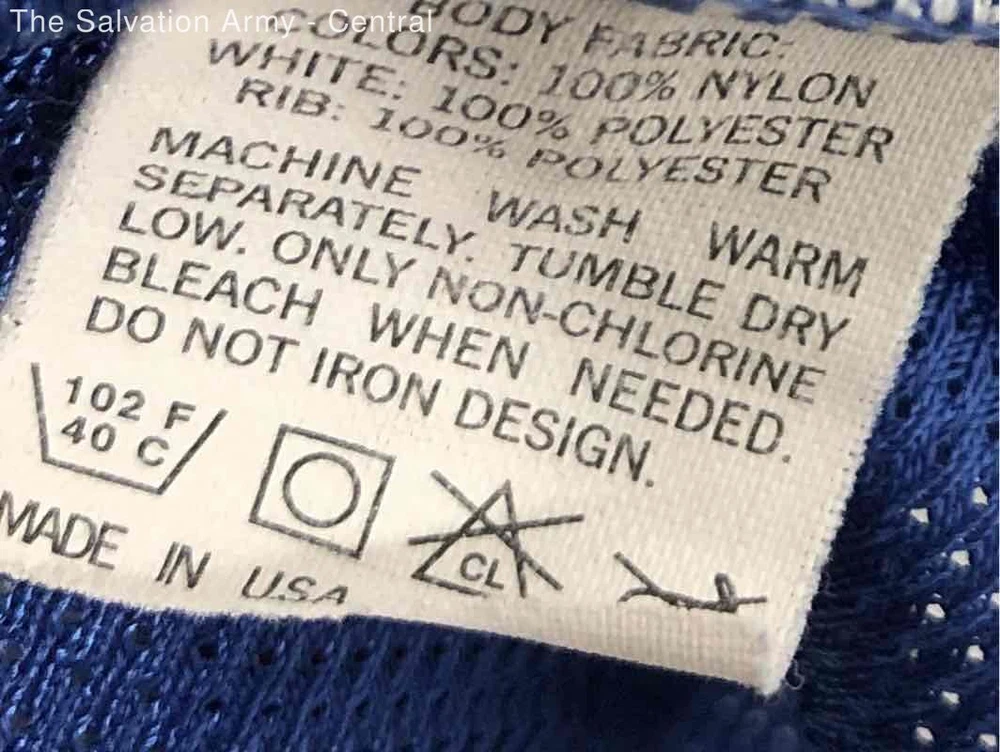 The Salvation Army - Central
BODY FABRIC:
COLORS: 100% NYLON
WHITE: 100% POLYESTER
RIB: 100% POLYESTER
MACHINE WASH WARM
SEPARATELY. TUMBLE DRY
LOW. ONLY NON-CHLORINE
BLEACH WHEN NEEDED.
DO NOT IRON DESIGN.
102 F
40 C
CL
MADE IN USA